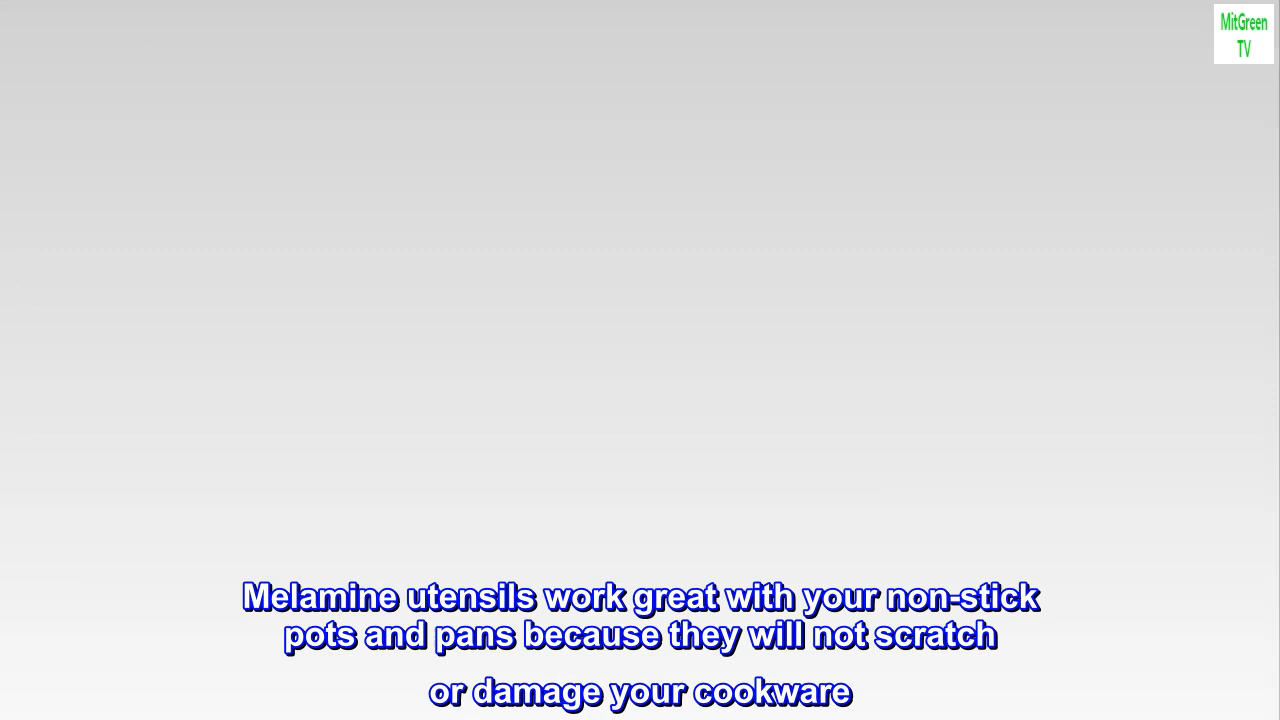 MitGreen
TV
Melamine utensils work great with your non-stick
pots and pans because they will not scratch
or damage your cookware